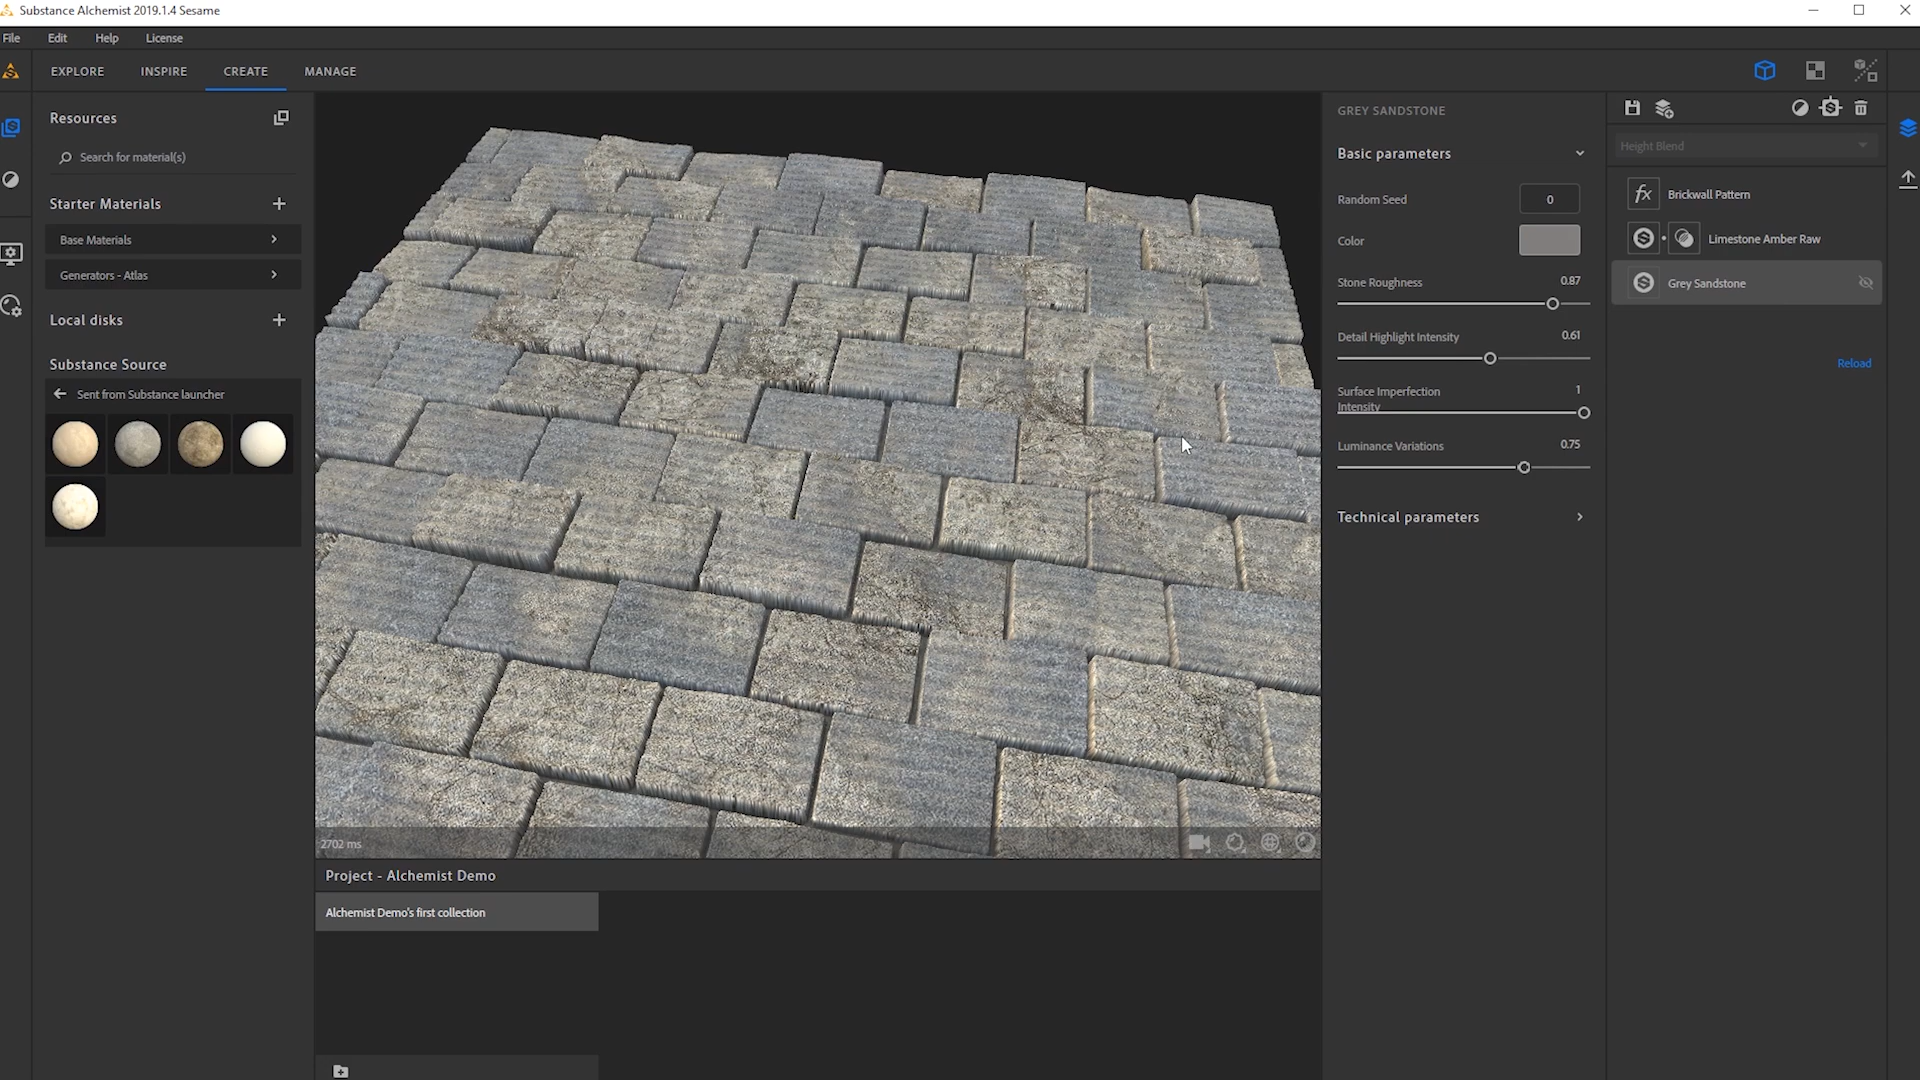 Substance Alchemist 2019.1.4 Sesame
File Edit Help License
EXPLORE INSPIRE CREATE MANAGE
Resources
Search for material(s)
Starter Materials
Base Materials
Generators - Atlas
Local disks
Substance Source
Sent from Substance launcher
2702 ms
Project - Alchemist Demo
Alchemist Demo's first collection
GREY SANDSTONE
Basic parameters
Random Seed 0
Color
Stone Roughness 0.87
Detail Highlight Intensity 0.61
Surface Imperfection 1
Intensity
Luminance Variations 0.75
Technical parameters
Height Blend
Brickwall Pattern
Limestone Amber Raw
Grey Sandstone
Reload